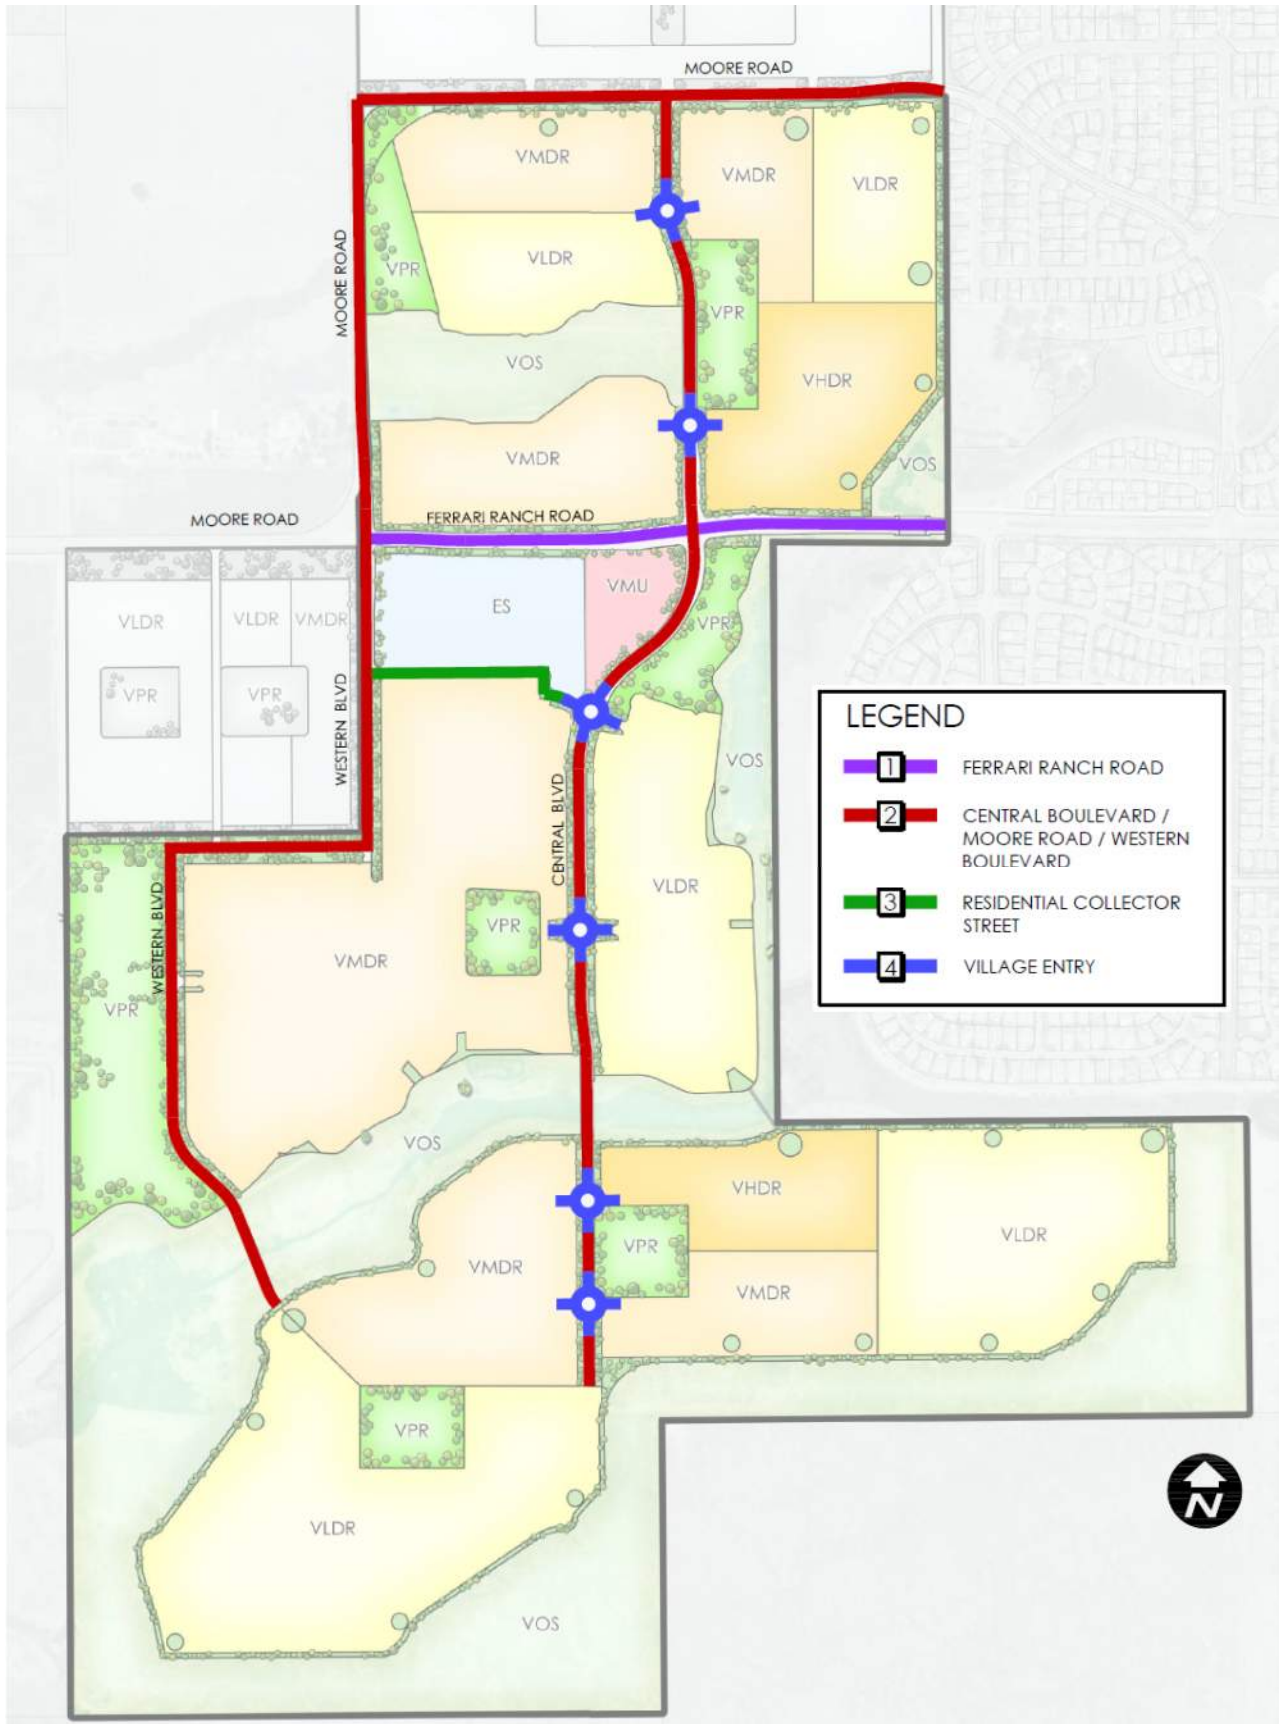 MOORE ROAD
VMDR
VMDR
VLDR
MOORE ROAD
VPR
VLDR
VPR
VOS
VHDR
VMDR
VOS
MOORE ROAD
FERRARI RANCH ROAD
ES
VMU
VPR
VLDR
VLDR
VMDR
VPR
VPR
WESTERN BLVD
VOS
CENTRAL BLVD
VLDR
VPR
WESTERN BLVD
VMDR
VPR
VOS
VHDR
VLDR
VPR
VMDR
VMDR
VPR
VLDR
VOS
LEGEND
1 FERRARI RANCH ROAD
2 CENTRAL BOULEVARD /
MOORE ROAD / WESTERN
BOULEVARD
3 RESIDENTIAL COLLECTOR
STREET
4 VILLAGE ENTRY
N